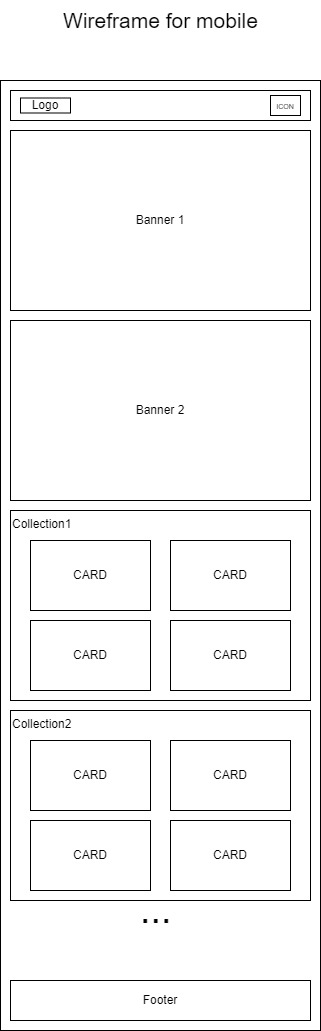 Wireframe for mobile
Logo
ICON
Banner 1
Banner 2
Collection1
CARD CARD
CARD CARD
Collection2
CARD CARD
CARD CARD
...
Footer